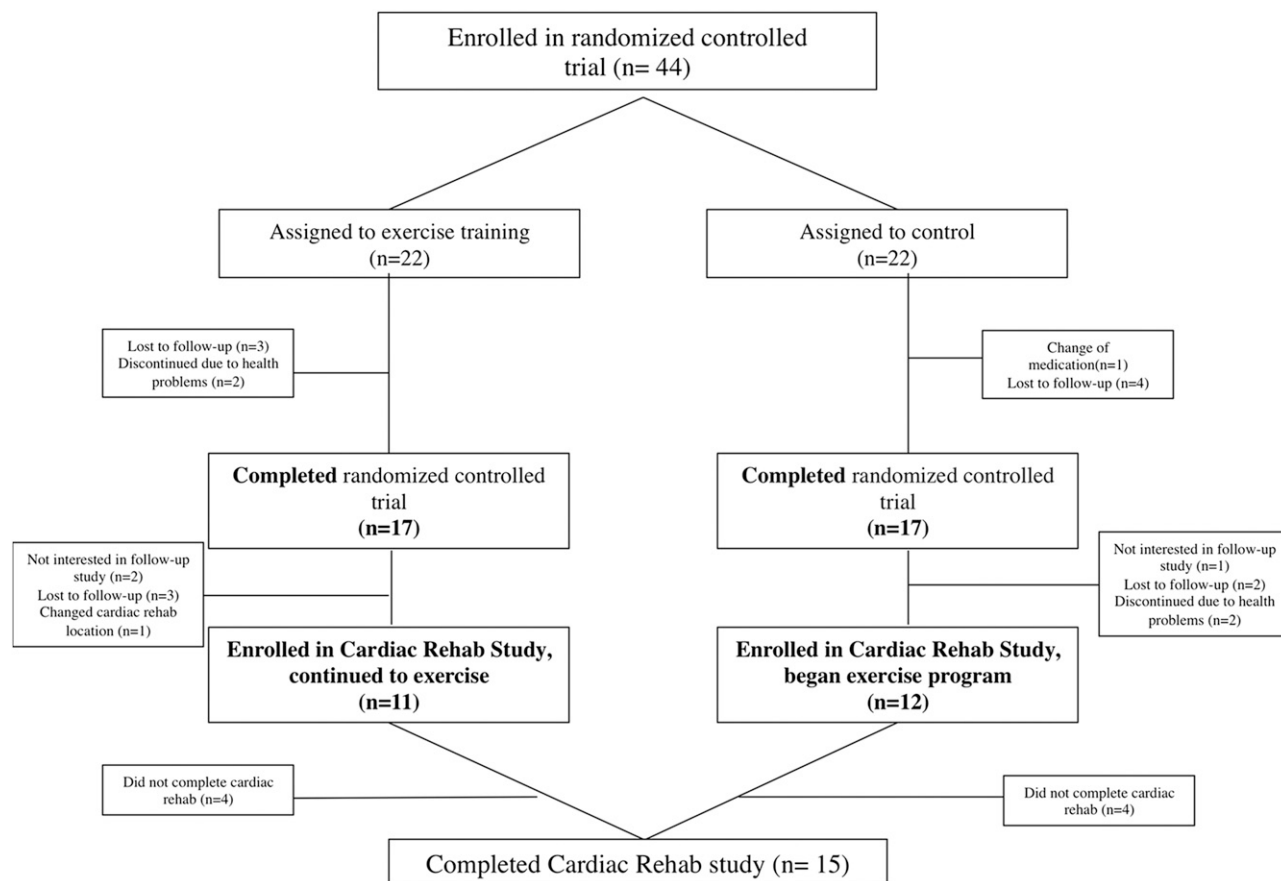 Enrolled in randomized controlled
trial (n= 44)
Assigned to exercise training
(n=22)
Assigned to control
(n=22)
Lost to follow-up (n=3)
Discontinued due to health
problems (n=2)
Change of
medication(n=1)
Lost to follow-up (n=4)
Completed randomized controlled
trial
(n=17)
Completed randomized controlled
trial
(n=17)
Not interested in follow-up
study (n=2)
Lost to follow-up (n=3)
Changed cardiac rehab
location (n=1)
Not interested in follow-up
study (n=1)
Lost to follow-up (n=2)
Discontinued due to health
problems (n=2)
Enrolled in Cardiac Rehab Study,
continued to exercise
(n=11)
Enrolled in Cardiac Rehab Study,
began exercise program
(n=12)
Did not complete cardiac
rehab (n=4)
Did not complete cardiac
rehab (n=4)
Completed Cardiac Rehab study (n= 15)